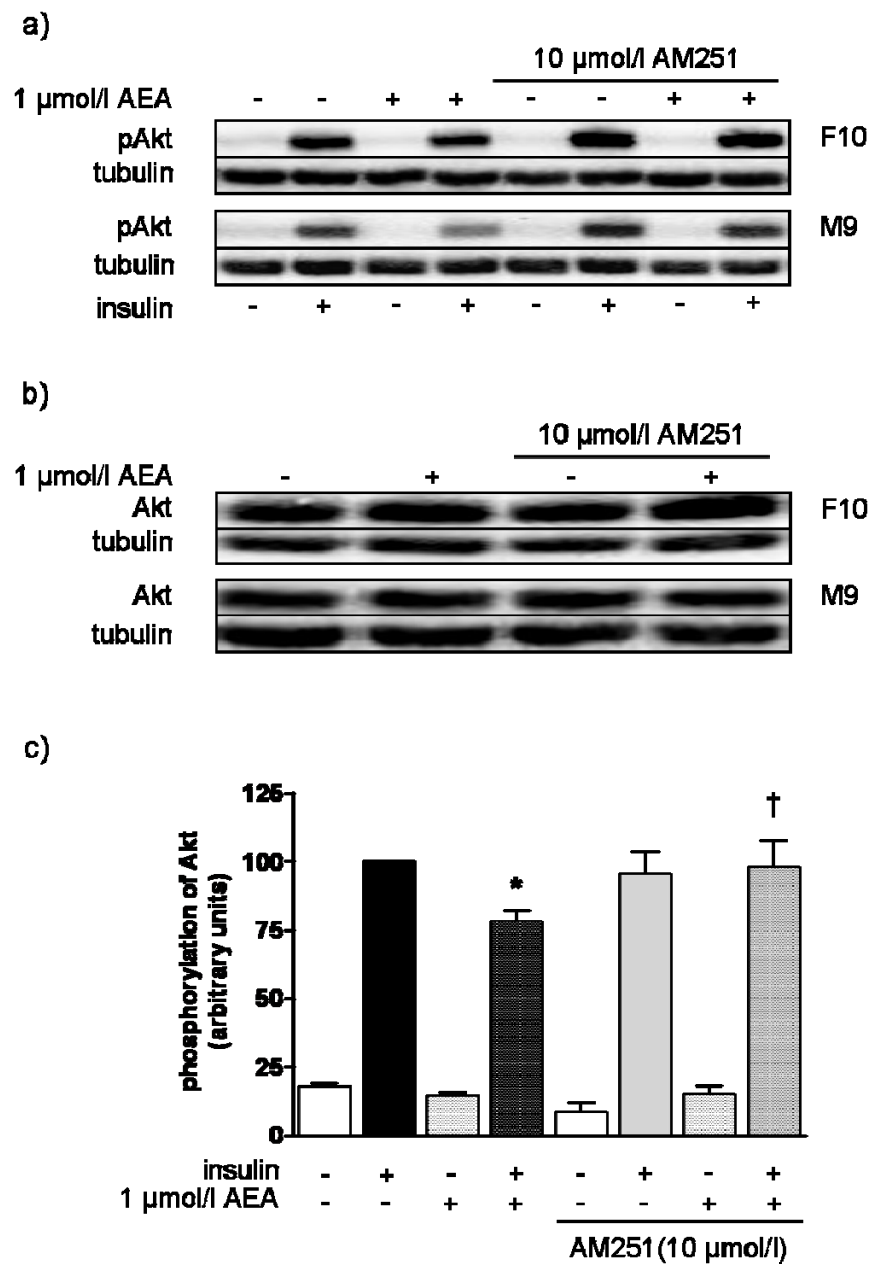 a)
10 µmol/l AM251
1 µmol/l AEA - - + + - - + +
pAkt F10
tubulin
pAkt M9
tubulin
insulin - + - + - + - +
b)
10 µmol/l AM251
1 µmol/l AEA - + - +
Akt F10
tubulin
Akt M9
tubulin
c)
phosphorylation of Akt
(arbitrary units)
125
100
75
50
25
0
*
†
insulin - + - + - + - +
1 µmol/l AEA - - + + - - + +
AM251(10 µmol/l)